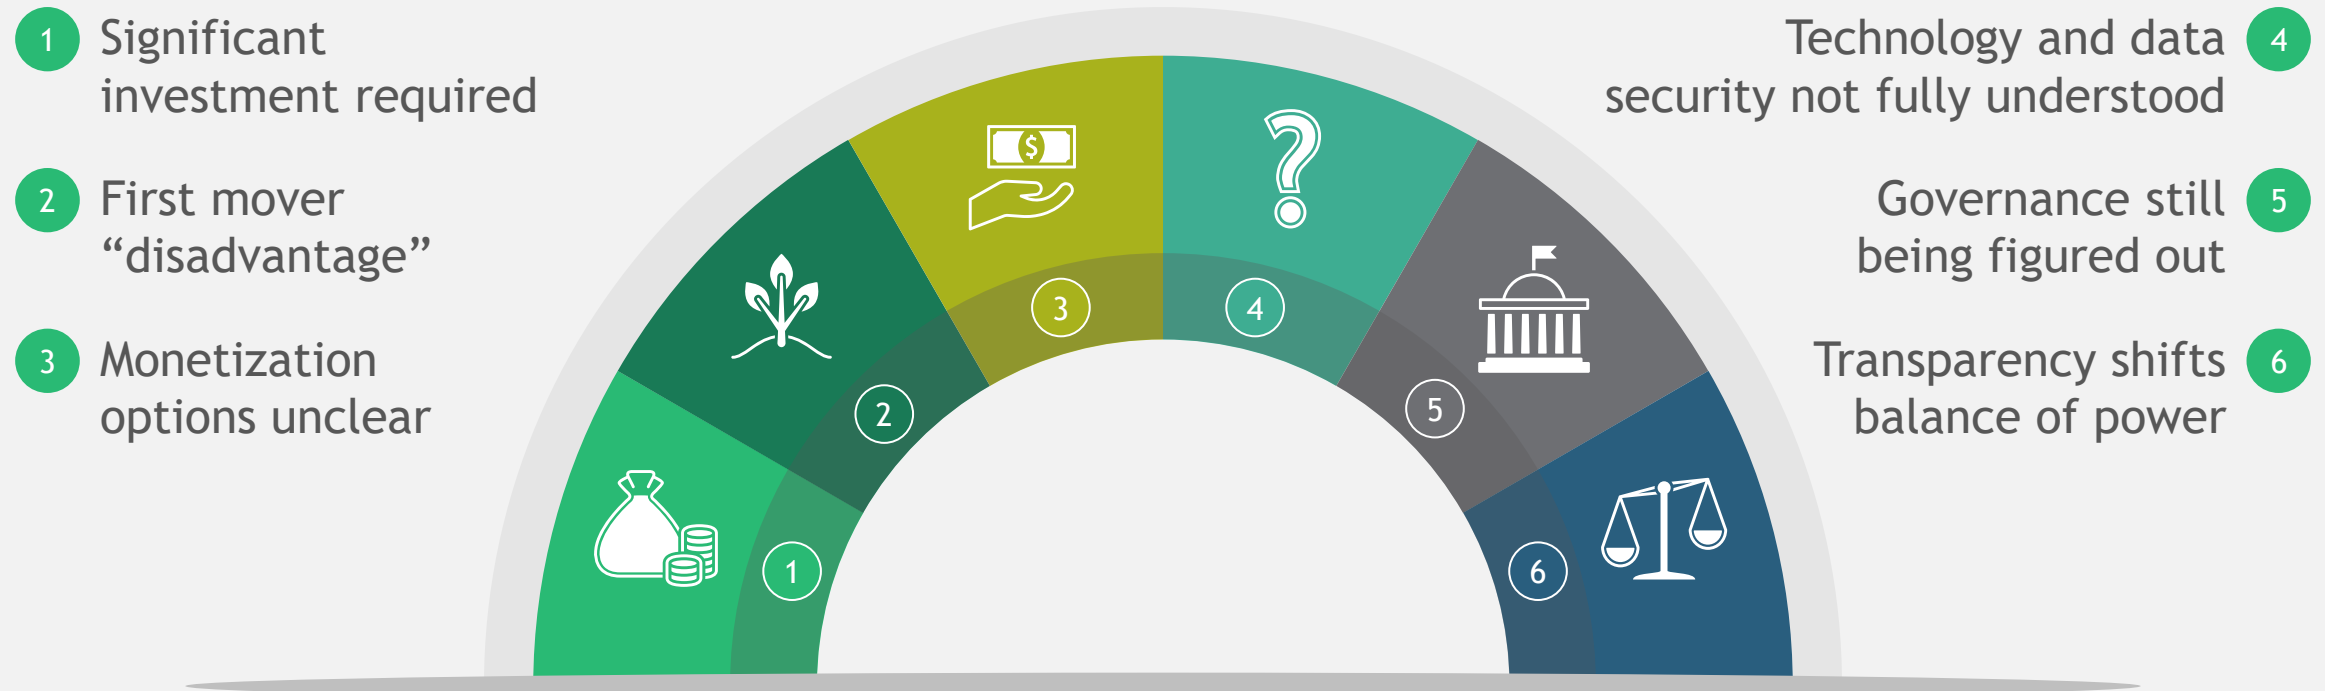 1 Significant
investment required
2 First mover
“disadvantage”
3 Monetization
options unclear
Technology and data 4
security not fully understood
Governance still 5
being figured out
Transparency shifts 6
balance of power
$
1
2
3
4
5
6